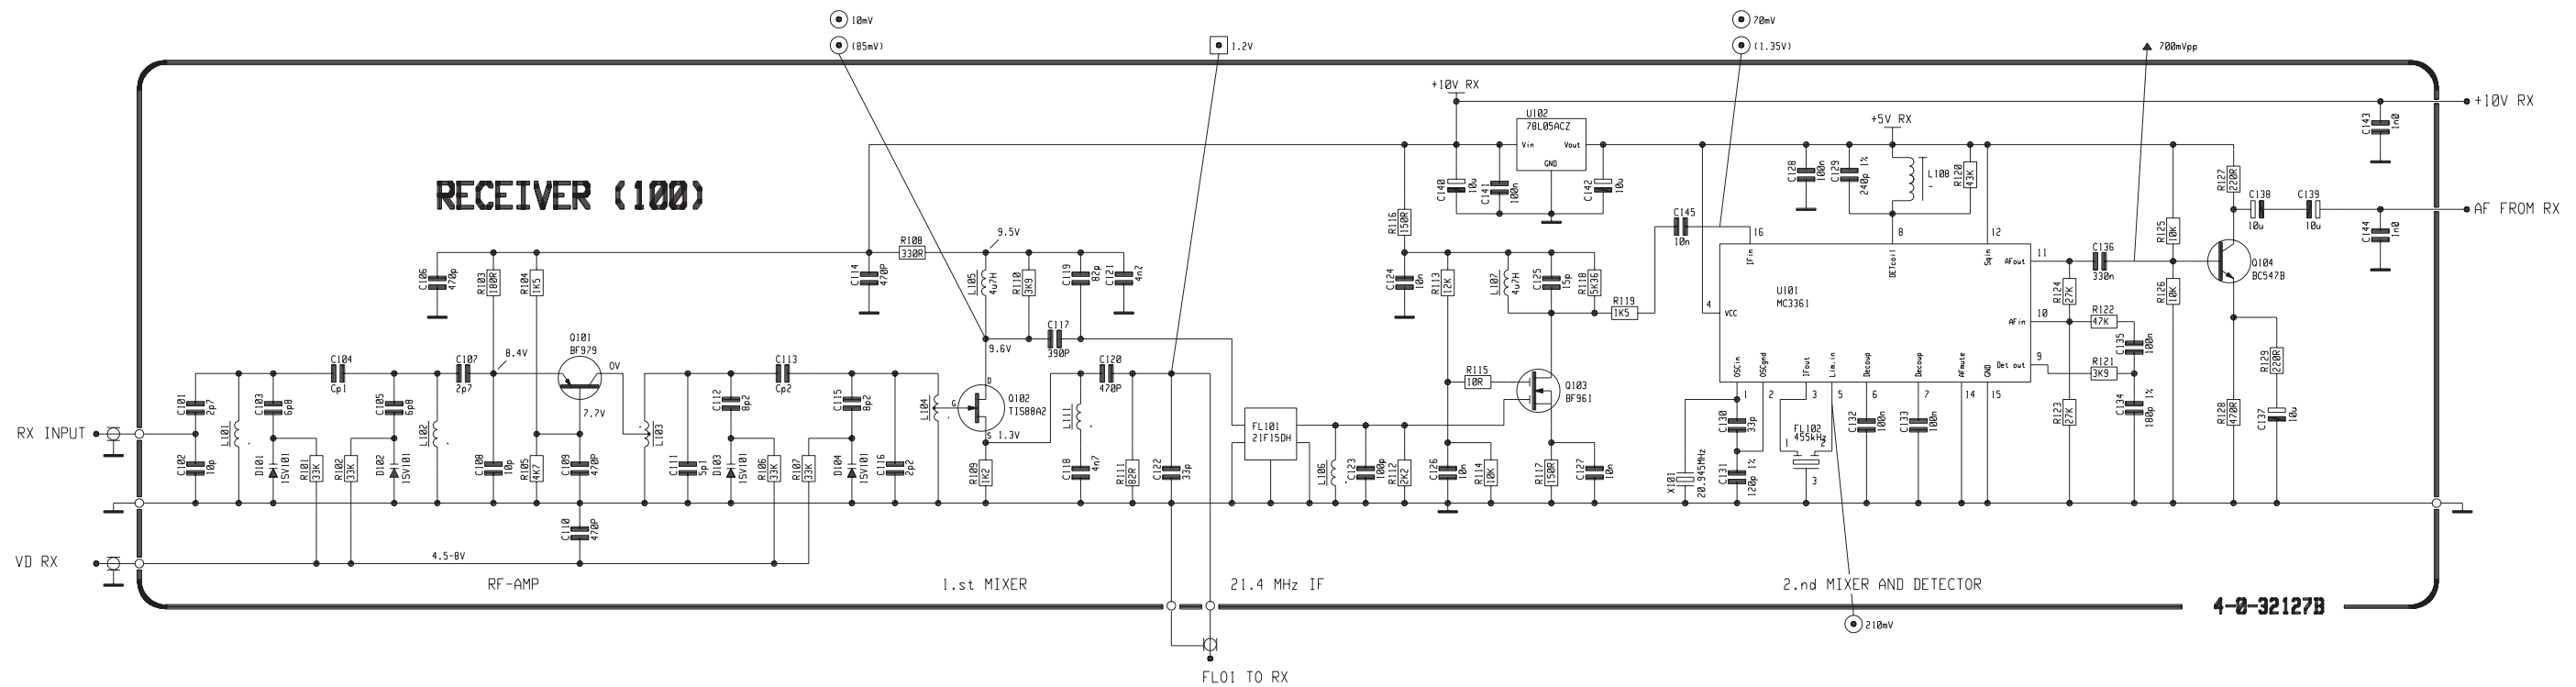 10mV
(85mV)
1.2V
70mV
(1.35V)
700mVpp
+10V RX
+10V RX
U102
78L05ACZ
Vin
Vout
GND
+5V RX
C143
1n0
RECEIVER (100)
C140
10u
C141
100n
C142
10u
C128
100n
C129
240p 1%
L108
-
R120
43K
R127
220R
C138
10u
C139
10u
AF FROM RX
C144
1n0
R116
150R
C145
10n
16
8
12
IFin
DETcoil
Sqin
R125
10K
C106
470p
R103
180R
R104
1K5
C114
470P
R108
330R
9.5V
L105
4u7H
R110
3K9
C119
82p
C121
4n2
C124
10n
R113
12K
L107
4u7H
C125
15p
R118
5K36
R119
1K5
U101
MC3361
4
VCC
11
AFout
C136
330n
R124
27K
R126
10K
Q104
BC547B
10
AFin
R122
47K
C135
100n
9
Det out
R121
3K9
9.6V
C117
390P
Q101
BF979
8.4V
0V
C104
Cp1
C107
2p7
C113
Cp2
C120
470P
R115
10R
Q103
BF961
OSCin
OSCgnd
IFout
Lim.in
Decoup
Decoup
AFmute
GND
1
2
3
5
6
7
14
15
R129
220R
C101
2p7
C103
6p8
C105
6p8
7.7V
C112
8p2
C115
8p2
L104
G
D
S
Q102
TIS88A2
1.3V
L111
FL101
21F15DH
C130
33p
FL102
455kHz
1
2
3
C132
100n
C133
100n
R123
27K
C134
180p 1%
R128
470R
C137
10u
RX INPUT
C102
10p
L101
D101
1SV101
R101
33K
R102
33K
D102
1SV101
L102
C108
10p
R105
4K7
C109
470P
L103
C111
5p1
D103
1SV101
R106
33K
R107
33K
D104
1SV101
C116
2p2
R109
1K2
C118
4n7
R111
82R
C122
33p
L106
C123
100p
R112
2K2
C126
10n
R114
10K
R117
150R
C127
10n
X101
20.945MHz
C131
120p 1%
C110
470P
VD RX
4.5-8V
RF-AMP
1.st MIXER
21.4 MHz IF
2.nd MIXER AND DETECTOR
4-0-32127B
210mV
FLO1 TO RX